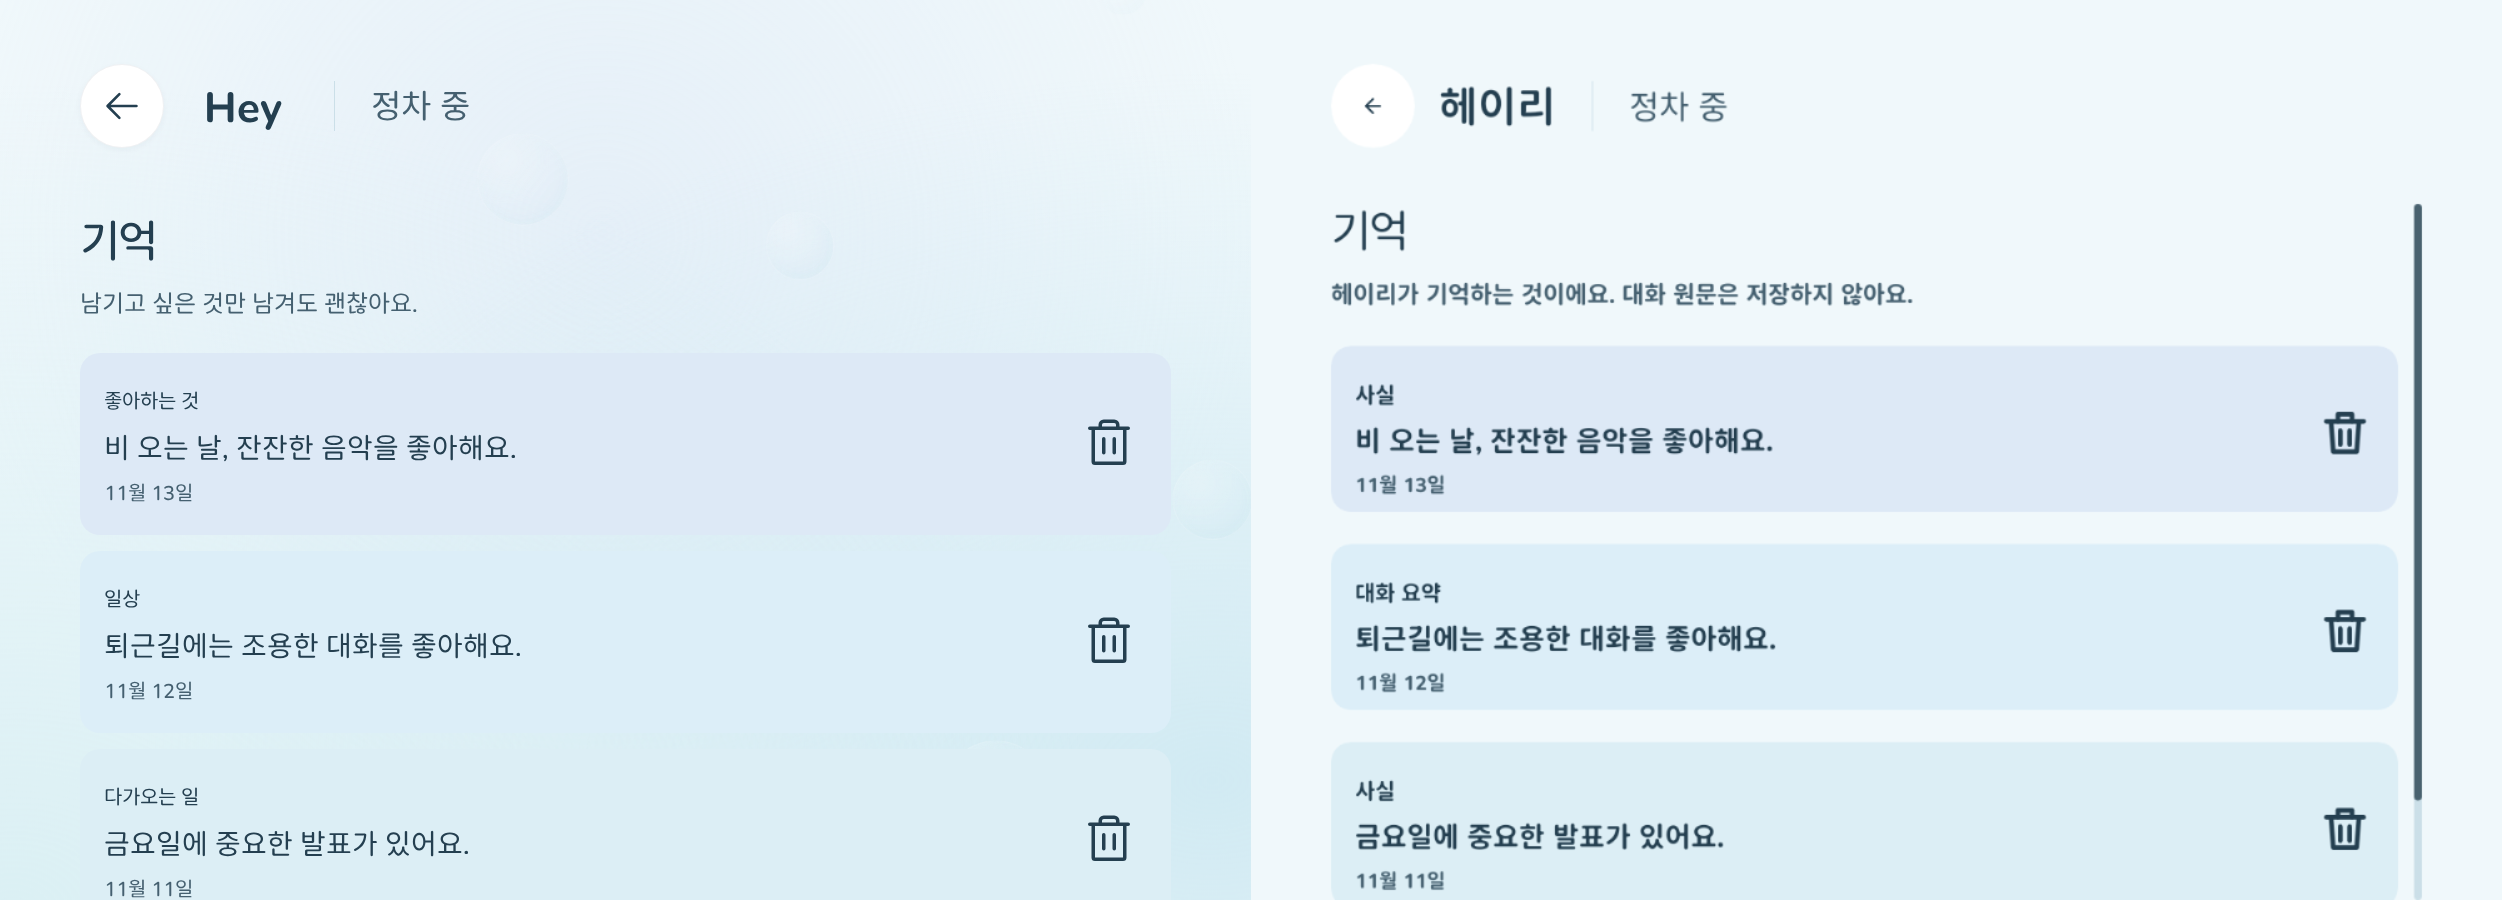 Hey
정차 중
기억
남기고 싶은 것만 남겨도 괜찮아요.
좋아하는 것
비 오는 날, 잔잔한 음악을 좋아해요.
11월 13일
일상
퇴근길에는 조용한 대화를 좋아해요.
11월 12일
다가오는 일
금요일에 중요한 발표가 있어요.
11월 11일
헤이리
정차 중
기억
헤이리가 기억하는 것이에요. 대화 원문은 저장하지 않아요.
사실
비 오는 날, 잔잔한 음악을 좋아해요.
11월 13일
대화 요약
퇴근길에는 조용한 대화를 좋아해요.
11월 12일
사실
금요일에 중요한 발표가 있어요.
11월 11일